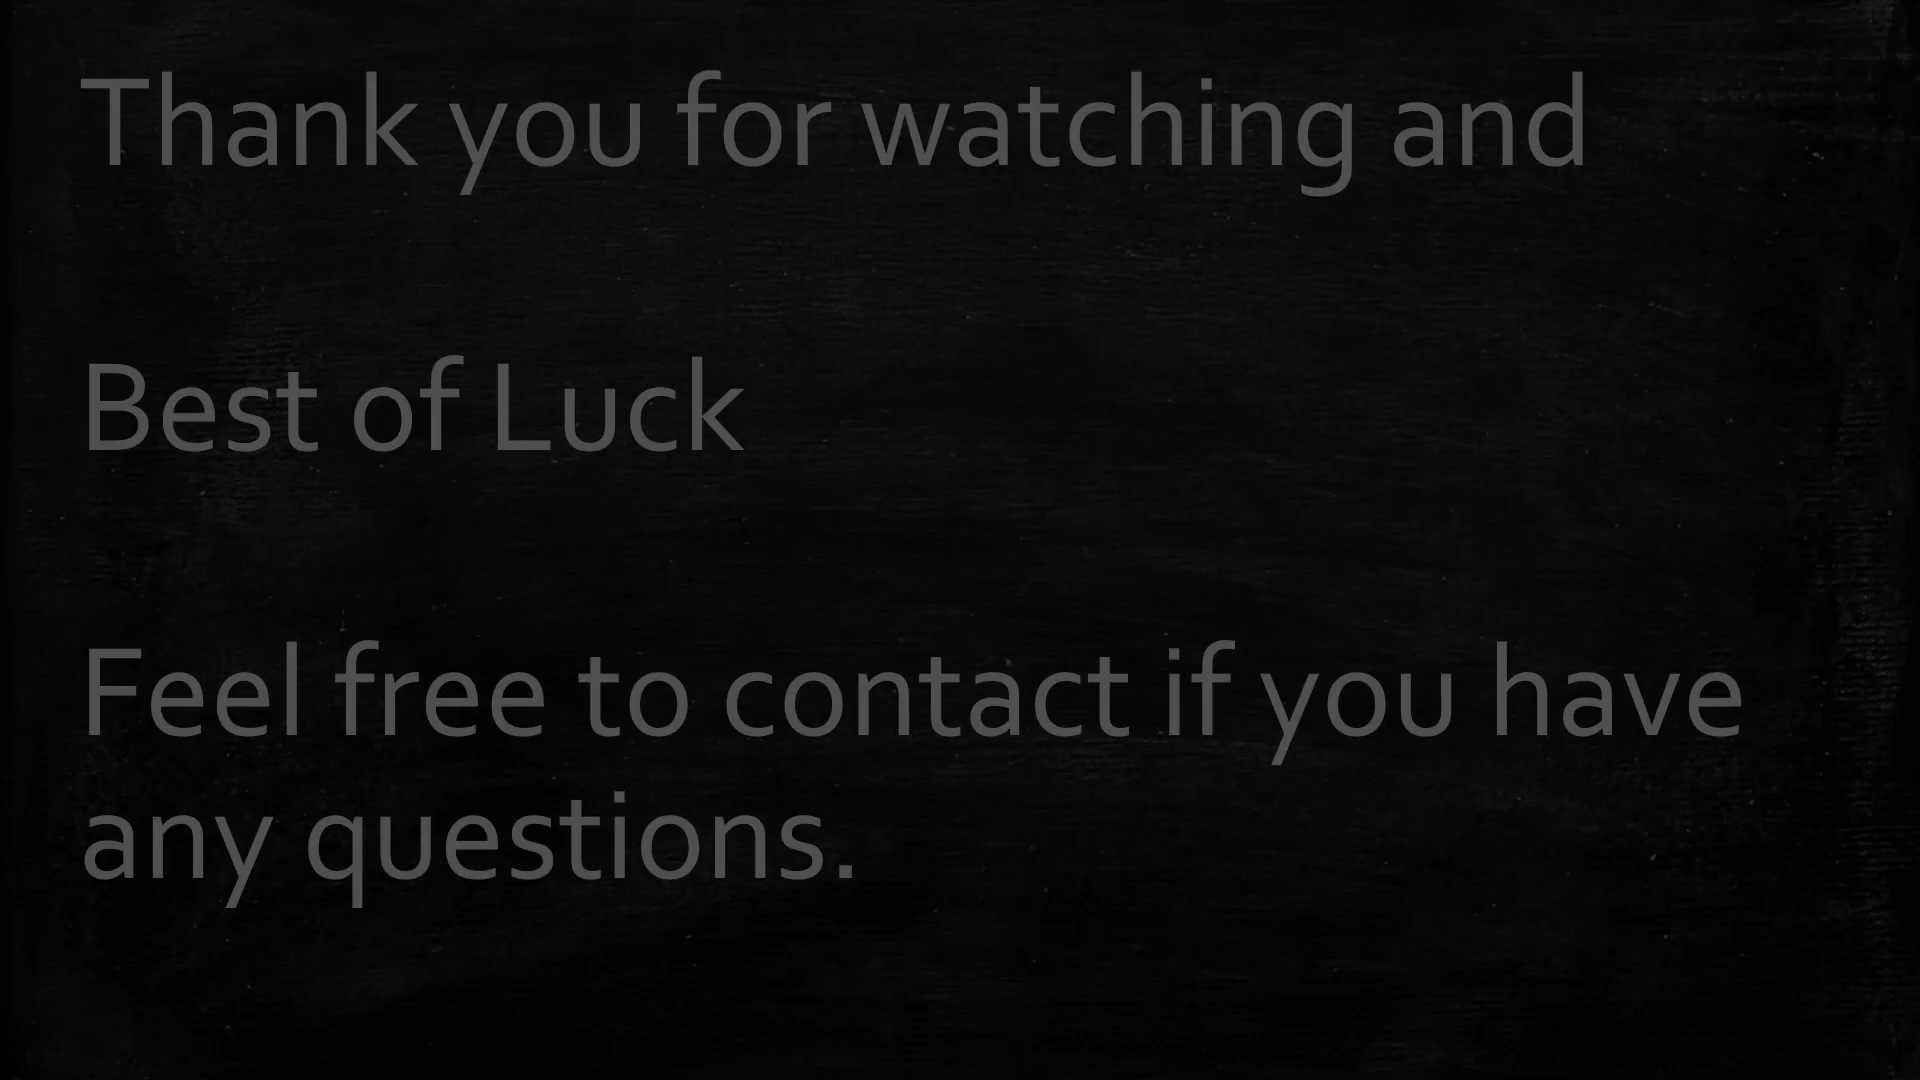 Thank you for watching and
Best of Luck
Feel free to contact if you have
any questions.